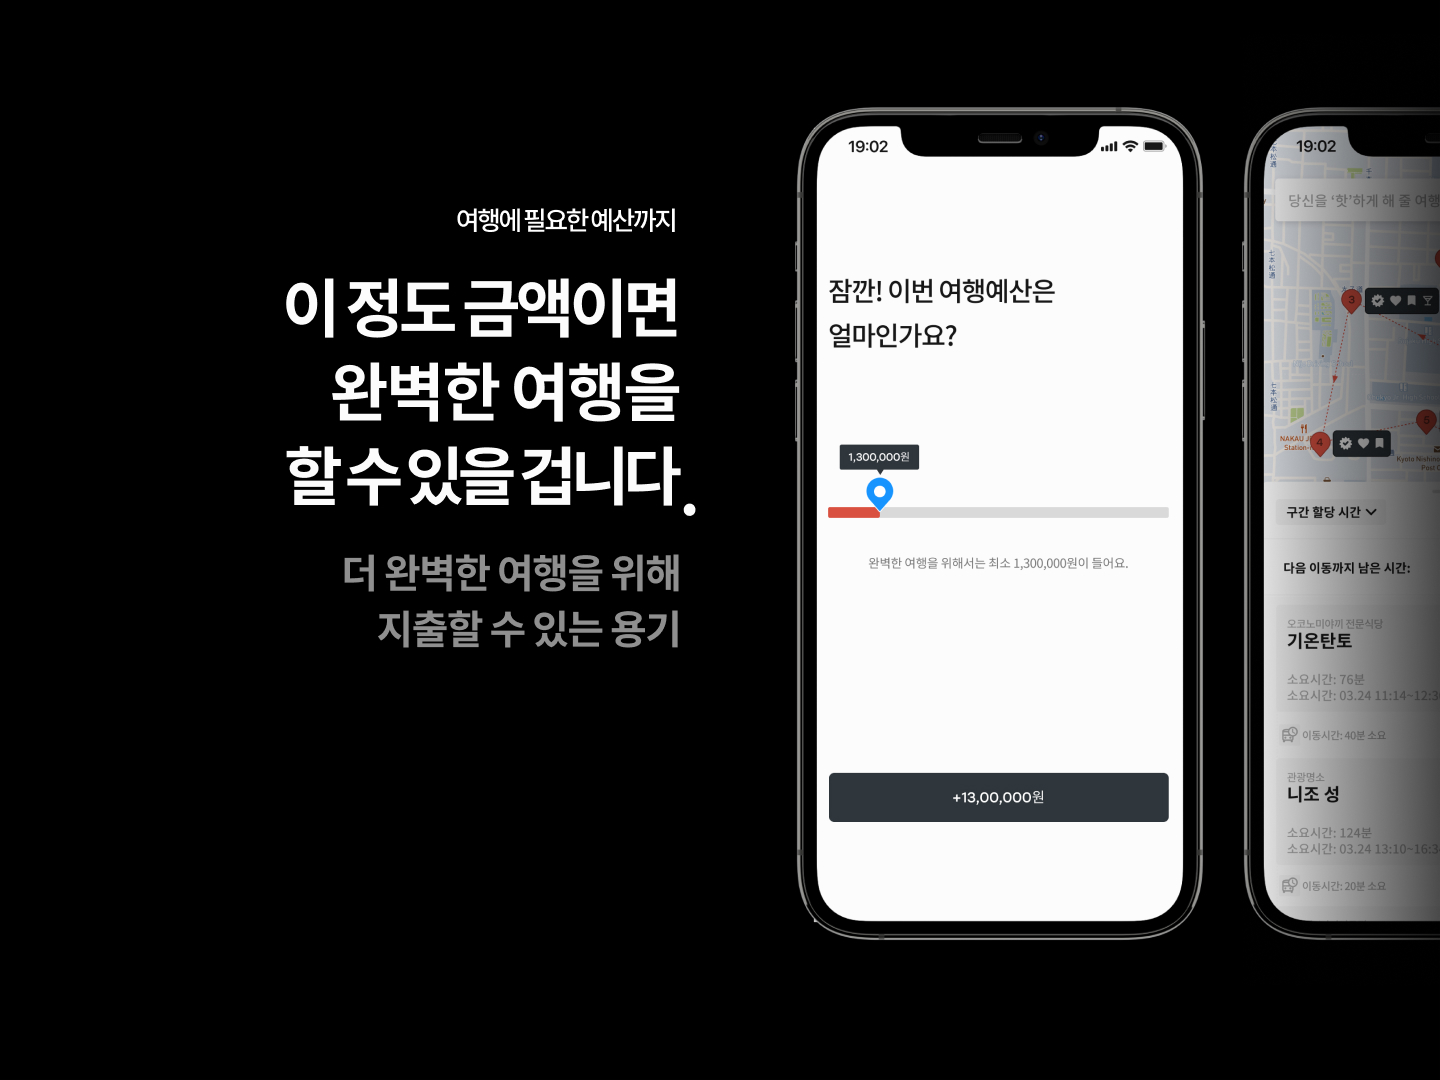 여행에 필요한 예산까지
이 정도 금액이면
완벽한 여행을
할 수 있을 겁니다.
더 완벽한 여행을 위해
지출할 수 있는 용기
19:02
잠깐! 이번 여행예산은
얼마인가요?
1,300,000원
완벽한 여행을 위해서는 최소 1,300,000원이 들어요.
+13,00,000원
19:02
당신을 ‘핫’하게 해 줄 여행
七本松通
3
七本松通
6
4
NAKAU
Station-
Kyoto Nishino
Post
구간 할당 시간
다음 이동까지 남은 시간:
오코노미야끼 전문식당
기온탄토
소요시간: 76분
소요시간: 03.24 11:14~12:3
이동시간: 40분 소요
관광명소
니조 성
소요시간: 124분
소요시간: 03.24 13:10~16:3
이동시간: 20분 소요